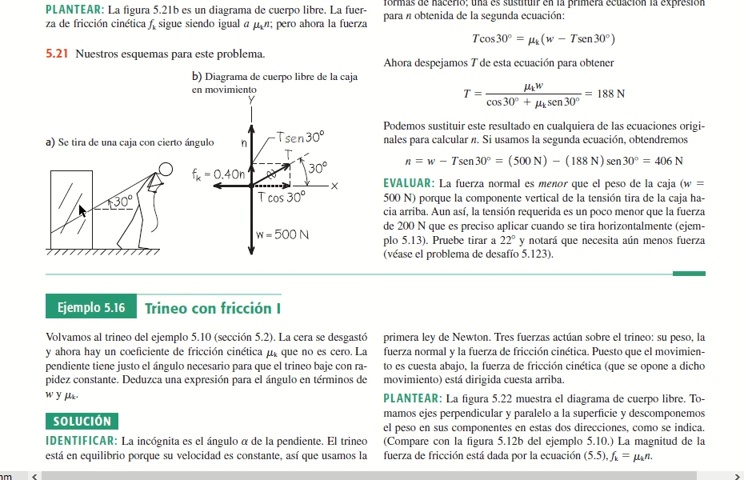 PLANTEAR: La figura 5.21b es un diagrama de cuerpo libre. La fuer-
za de fricción cinética fk sigue siendo igual a μkn; pero ahora la fuerza
5.21 Nuestros esquemas para este problema.
a) Se tira de una caja con cierto ángulo
30°
b) Diagrama de cuerpo libre de la caja
en movimiento
Y
n
T sen 30°
T
30°
fk = 0.40n
X
T cos 30°
w = 500 N
formas de hacerlo; una es sustituir en la primera ecuación la expresión
para n obtenida de la segunda ecuación:
Tcos 30° = μk(w − Tsen 30°)
Ahora despejamos T de esta ecuación para obtener
T = μkw / cos 30° + μk sen 30° = 188 N
Podemos sustituir este resultado en cualquiera de las ecuaciones origi-
nales para calcular n. Si usamos la segunda ecuación, obtendremos
n = w − Tsen 30° = (500 N) − (188 N) sen 30° = 406 N
EVALUAR: La fuerza normal es menor que el peso de la caja (w =
500 N) porque la componente vertical de la tensión tira de la caja ha-
cia arriba. Aun así, la tensión requerida es un poco menor que la fuerza
de 200 N que es preciso aplicar cuando se tira horizontalmente (ejem-
plo 5.13). Pruebe tirar a 22° y notará que necesita aún menos fuerza
(véase el problema de desafío 5.123).
Ejemplo 5.16 Trineo con fricción I
Volvamos al trineo del ejemplo 5.10 (sección 5.2). La cera se desgastó
y ahora hay un coeficiente de fricción cinética μk que no es cero. La
pendiente tiene justo el ángulo necesario para que el trineo baje con ra-
pidez constante. Deduzca una expresión para el ángulo en términos de
w y μk.
SOLUCIÓN
IDENTIFICAR: La incógnita es el ángulo α de la pendiente. El trineo
está en equilibrio porque su velocidad es constante, así que usamos la
primera ley de Newton. Tres fuerzas actúan sobre el trineo: su peso, la
fuerza normal y la fuerza de fricción cinética. Puesto que el movimien-
to es cuesta abajo, la fuerza de fricción cinética (que se opone a dicho
movimiento) está dirigida cuesta arriba.
PLANTEAR: La figura 5.22 muestra el diagrama de cuerpo libre. To-
mamos ejes perpendicular y paralelo a la superficie y descomponemos
el peso en sus componentes en estas dos direcciones, como se indica.
(Compare con la figura 5.12b del ejemplo 5.10.) La magnitud de la
fuerza de fricción está dada por la ecuación (5.5), fk = μkn.